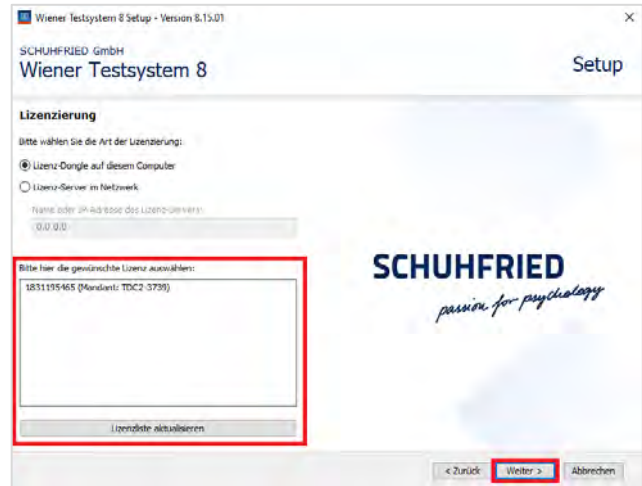 Wiener Testsystem 8 Setup - Version 8.15.01
SCHUHFRIED GmbH
Wiener Testsystem 8
Setup
Lizenzierung
Bitte wählen Sie die Art der Lizenzierung:
Lizenz-Dongle auf diesem Computer
Lizenz-Server im Netzwerk
Name oder IP-Adresse des Lizenz-Servers:
0.0.0.0
Bitte hier die gewünschte Lizenz auswählen:
1831195465 (Mandant: TDC2-3739)
Lizenzliste aktualisieren
SCHUHFRIED
passion for psychology
< Zurück
Weiter >
Abbrechen